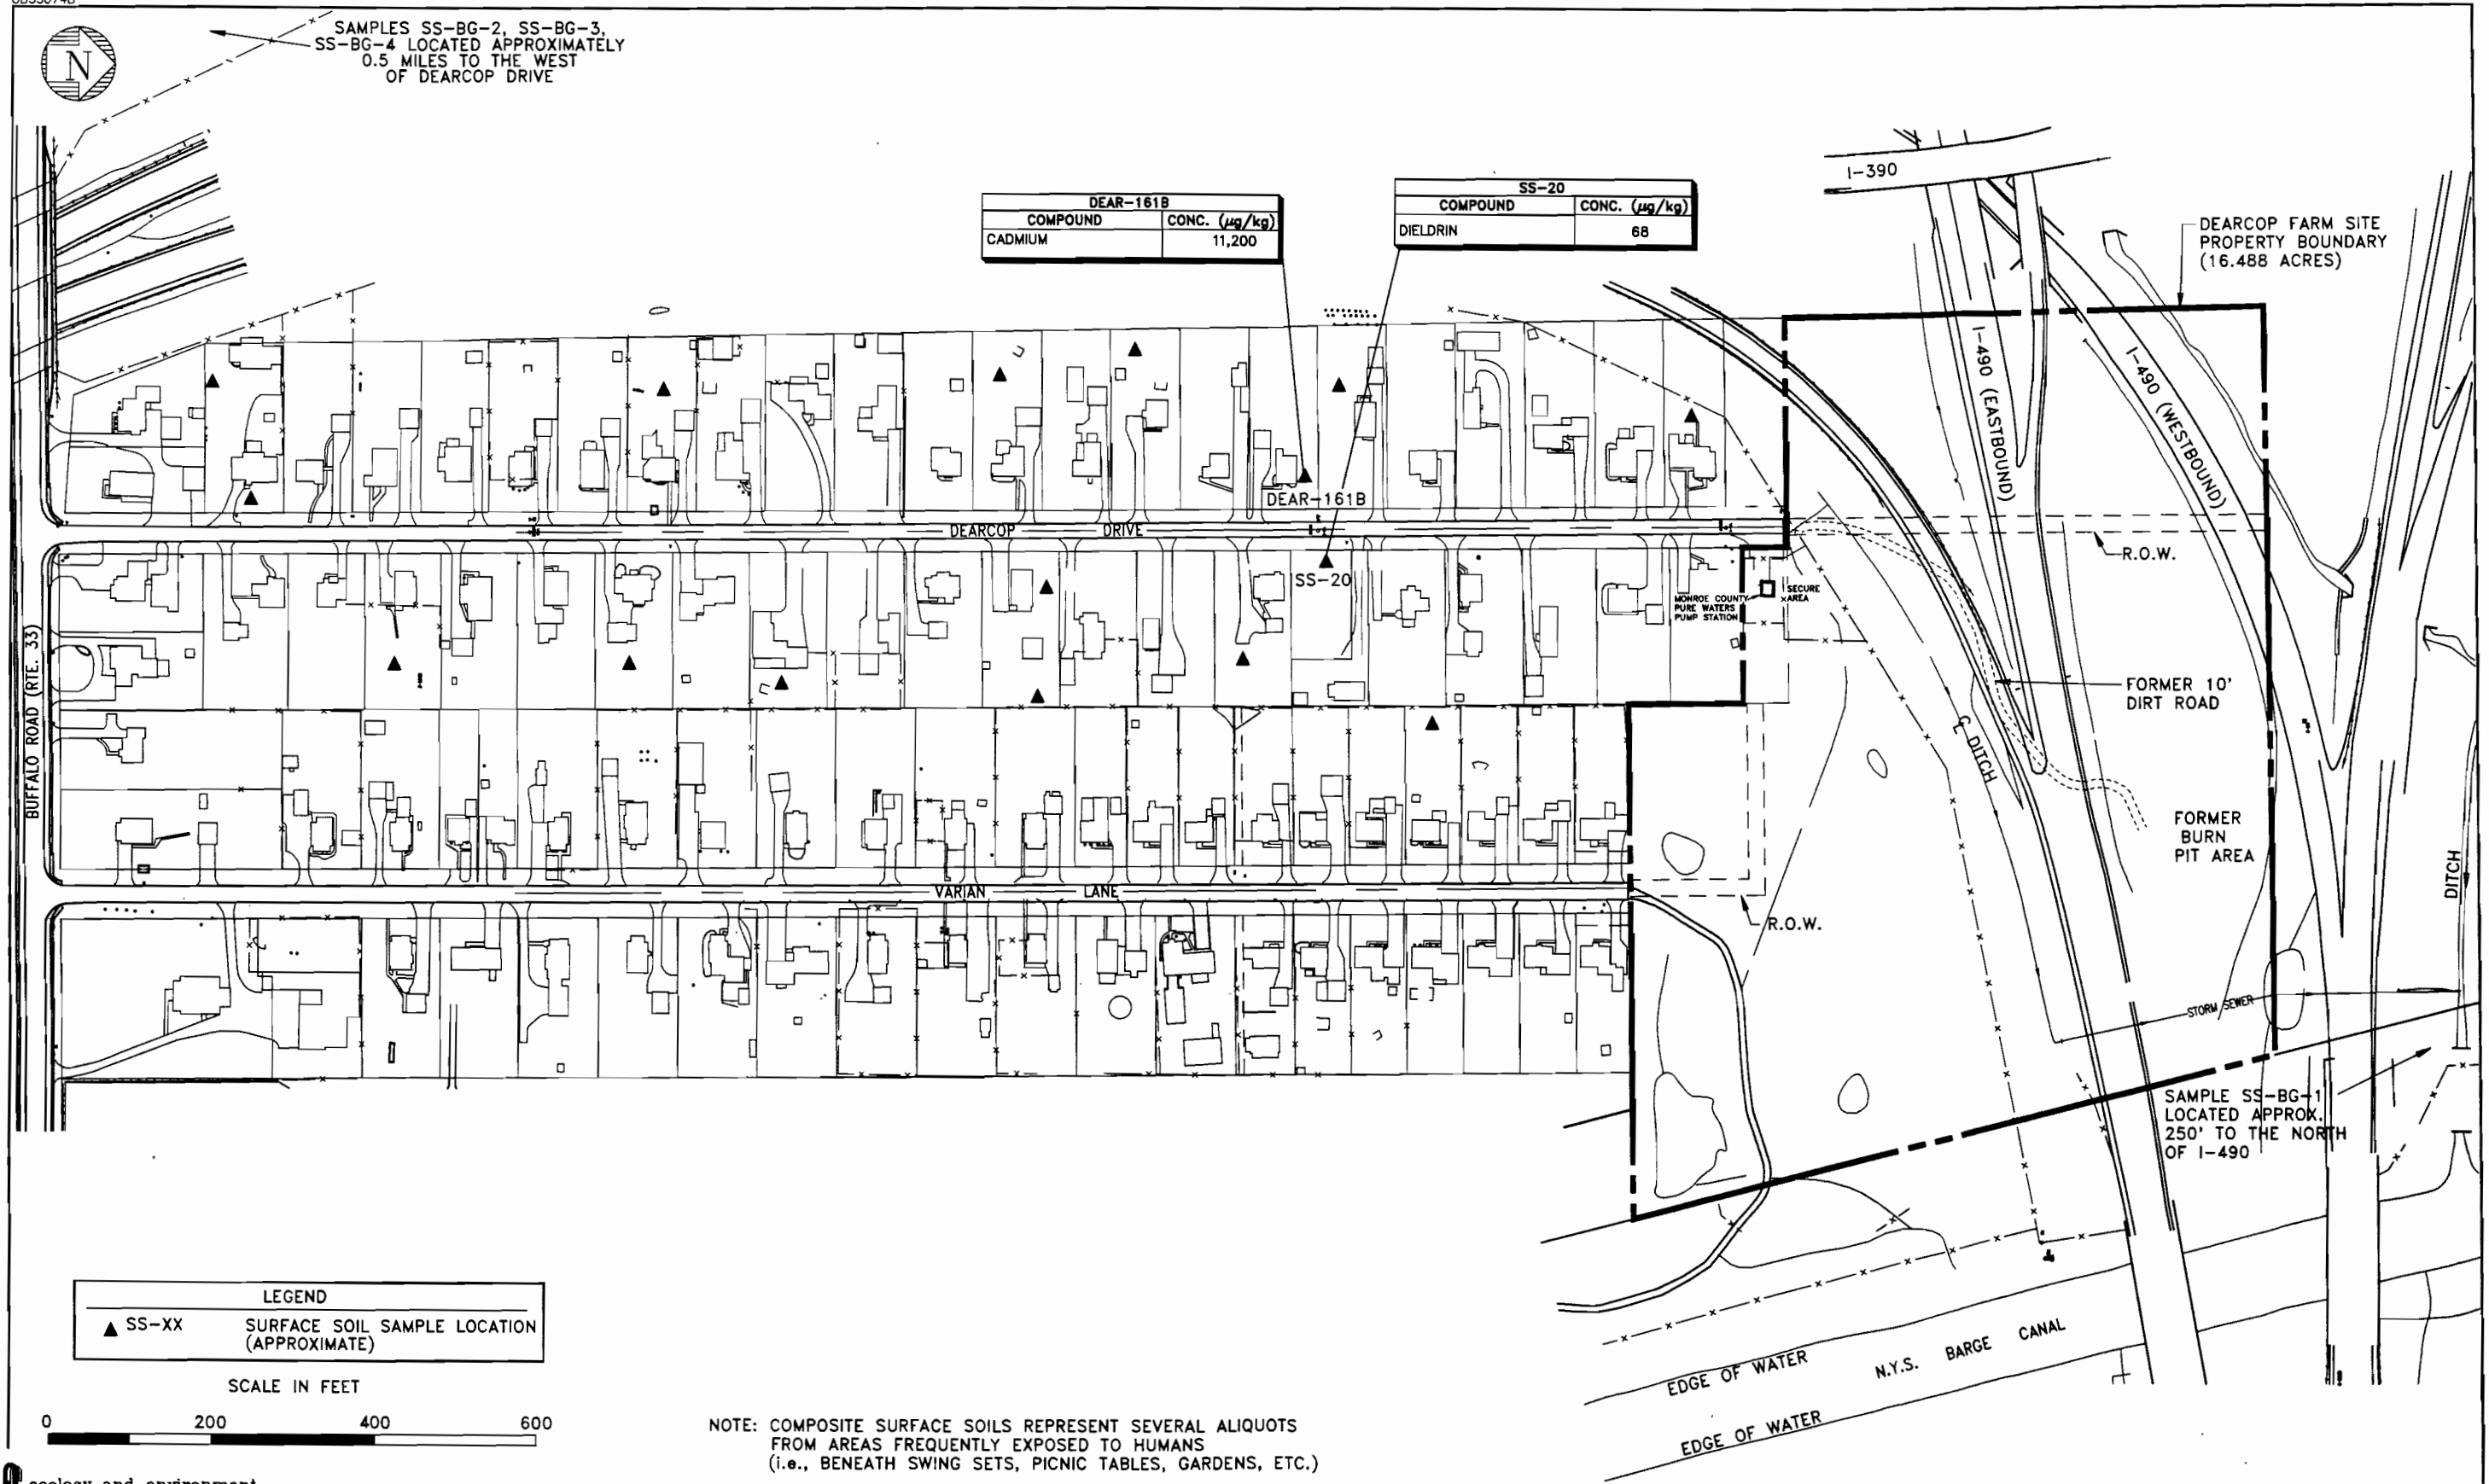 SAMPLES SS-BG-2, SS-BG-3,
SS-BG-4 LOCATED APPROXIMATELY
0.5 MILES TO THE WEST
OF DEARCOP DRIVE
N
DEAR-161B
COMPOUND CONC. (µg/kg)
CADMIUM 11,200
SS-20
COMPOUND CONC. (µg/kg)
DIELDRIN 68
I-390
DEARCOP FARM SITE
PROPERTY BOUNDARY
(16.488 ACRES)
I-490 (EASTBOUND)
I-490 (WESTBOUND)
DEAR-161B
DEARCOP DRIVE
R.O.W.
SS-20
MONROE COUNTY
PURE WATERS
PUMP STATION
SECURE
AREA
BUFFALO ROAD (RTE. 33)
FORMER 10'
DIRT ROAD
℄ DITCH
FORMER
BURN
PIT AREA
DITCH
VARIAN LANE
R.O.W.
STORM SEWER
SAMPLE SS-BG-1
LOCATED APPROX.
250' TO THE NORTH
OF I-490
LEGEND
SS-XX SURFACE SOIL SAMPLE LOCATION
(APPROXIMATE)
SCALE IN FEET
0 200 400 600
NOTE: COMPOSITE SURFACE SOILS REPRESENT SEVERAL ALIQUOTS
FROM AREAS FREQUENTLY EXPOSED TO HUMANS
(i.e., BENEATH SWING SETS, PICNIC TABLES, GARDENS, ETC.)
EDGE OF WATER
N.Y.S. BARGE CANAL
EDGE OF WATER
ecology and environment